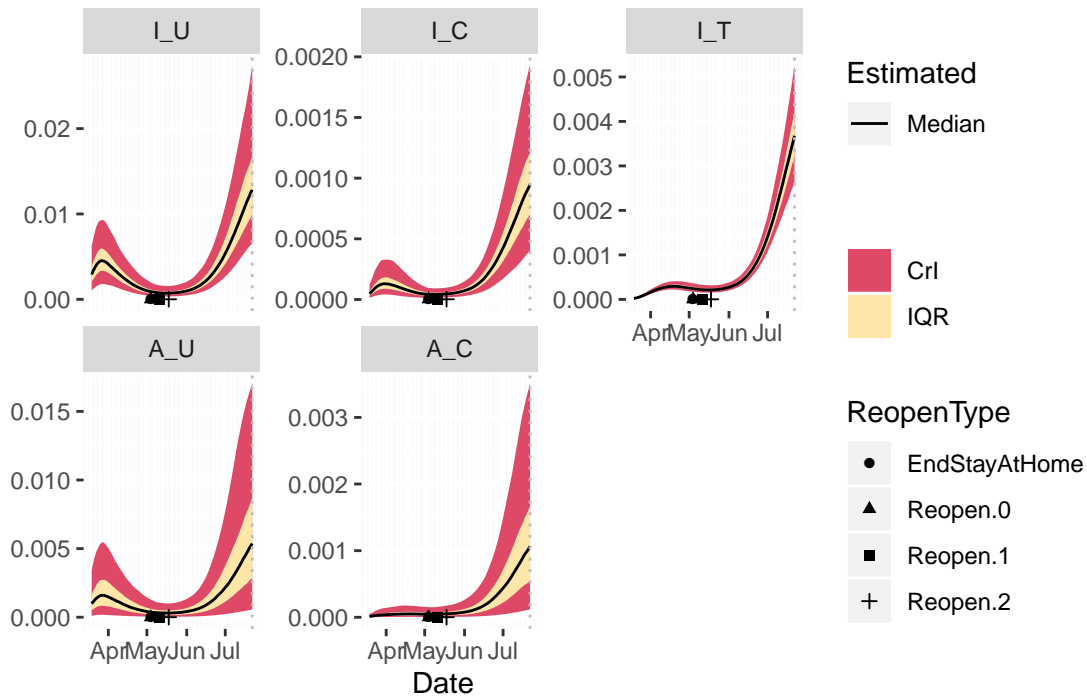 I_U
I_C
I_T
0.02
0.01
0.00
0.0020
0.0015
0.0010
0.0005
0.0000
0.005
0.004
0.003
0.002
0.001
0.000
Apr May Jun Jul
A_U
A_C
0.015
0.010
0.005
0.000
0.003
0.002
0.001
0.000
Apr May Jun Jul
Apr May Jun Jul
Date
Estimated
Median
CrI
IQR
ReopenType
EndStayAtHome
Reopen.0
Reopen.1
Reopen.2